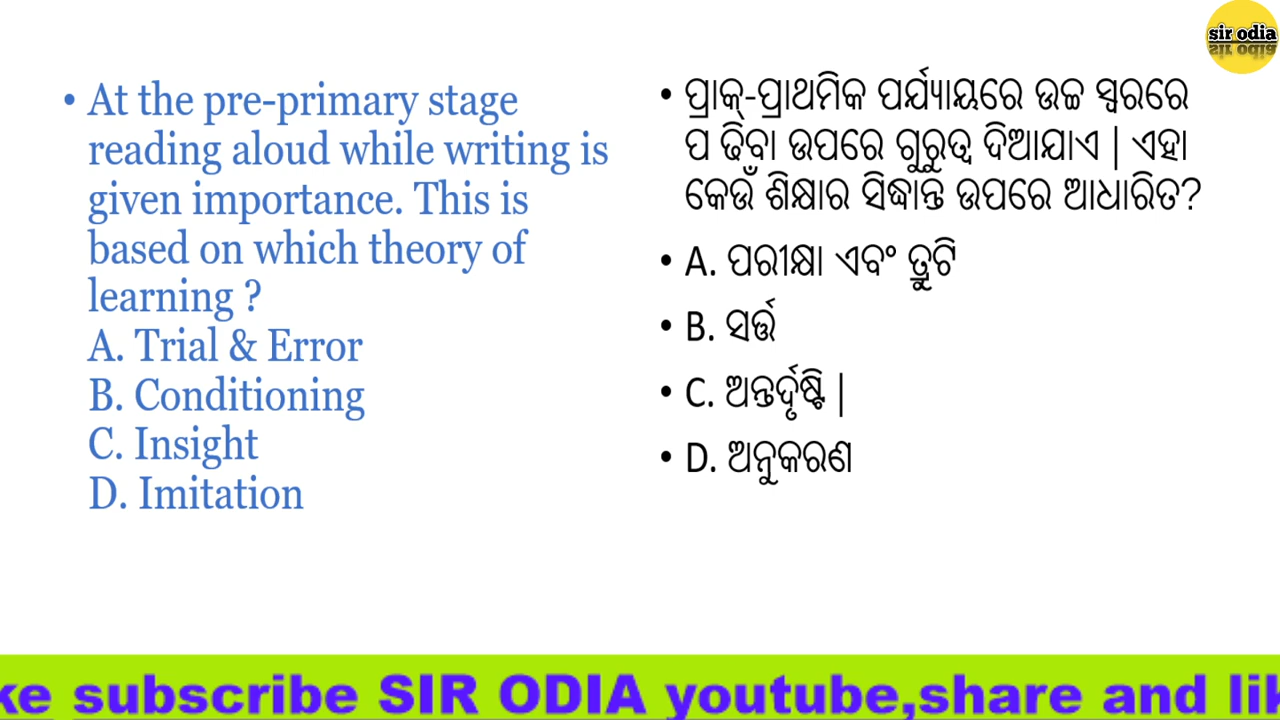 sir odia
• At the pre-primary stage
reading aloud while writing is
given importance. This is
based on which theory of
learning ?
A. Trial & Error
B. Conditioning
C. Insight
D. Imitation
• ପ୍ରାକ୍-ପ୍ରାଥମିକ ପର୍ଯ୍ୟାୟରେ ଉଚ୍ଚ ସ୍ୱରରେ
ପ ଢିବା ଉପରେ ଗୁରୁତ୍ୱ ଦିଆଯାଏ | ଏହା
କେଉଁ ଶିକ୍ଷାର ସିଦ୍ଧାନ୍ତ ଉପରେ ଆଧାରିତ?
• A. ପରୀକ୍ଷା ଏବଂ ତ୍ରୁଟି
• B. ସର୍ତ୍ତ
• C. ଅନ୍ତର୍ଦୃଷ୍ଟି |
• D. ଅନୁକରଣ
ke subscribe SIR ODIA youtube,share and lik